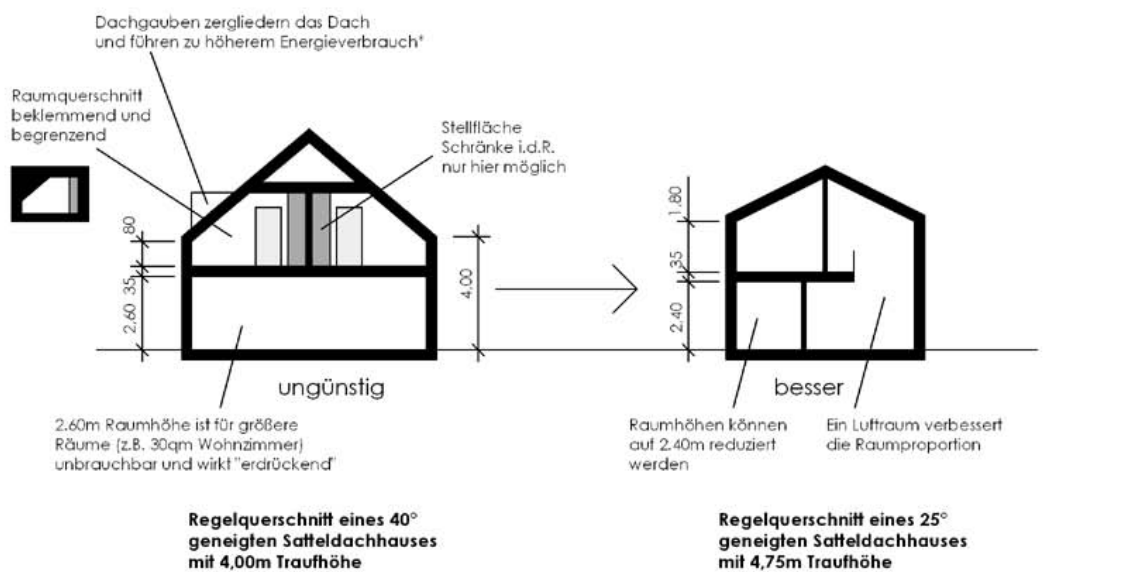 Dachgauben zergliedern das Dach
und führen zu höherem Energieverbrauch*
Raumquerschnitt
beklemmend und
begrenzend
Stellfläche
Schränke i.d.R.
nur hier möglich
80
35
2.60
4.00
1.80
35
2.40
ungünstig
besser
2.60m Raumhöhe ist für größere
Räume (z.B. 30qm Wohnzimmer)
unbrauchbar und wirkt "erdrückend"
Raumhöhen können
auf 2.40m reduziert
werden
Ein Luftraum verbessert
die Raumproportion
Regelquerschnitt eines 40°
geneigten Satteldachhauses
mit 4,00m Traufhöhe
Regelquerschnitt eines 25°
geneigten Satteldachhauses
mit 4,75m Traufhöhe